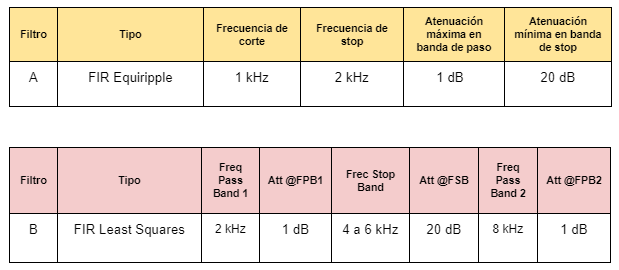 Filtro Tipo Frecuencia de corte Frecuencia de stop Atenuación máxima en banda de paso Atenuación mínima en banda de stop
A FIR Equiripple 1 kHz 2 kHz 1 dB 20 dB
Filtro Tipo Freq Pass Band 1 Att @FPB1 Frec Stop Band Att @FSB Freq Pass Band 2 Att @FPB2
B FIR Least Squares 2 kHz 1 dB 4 a 6 kHz 20 dB 8 kHz 1 dB